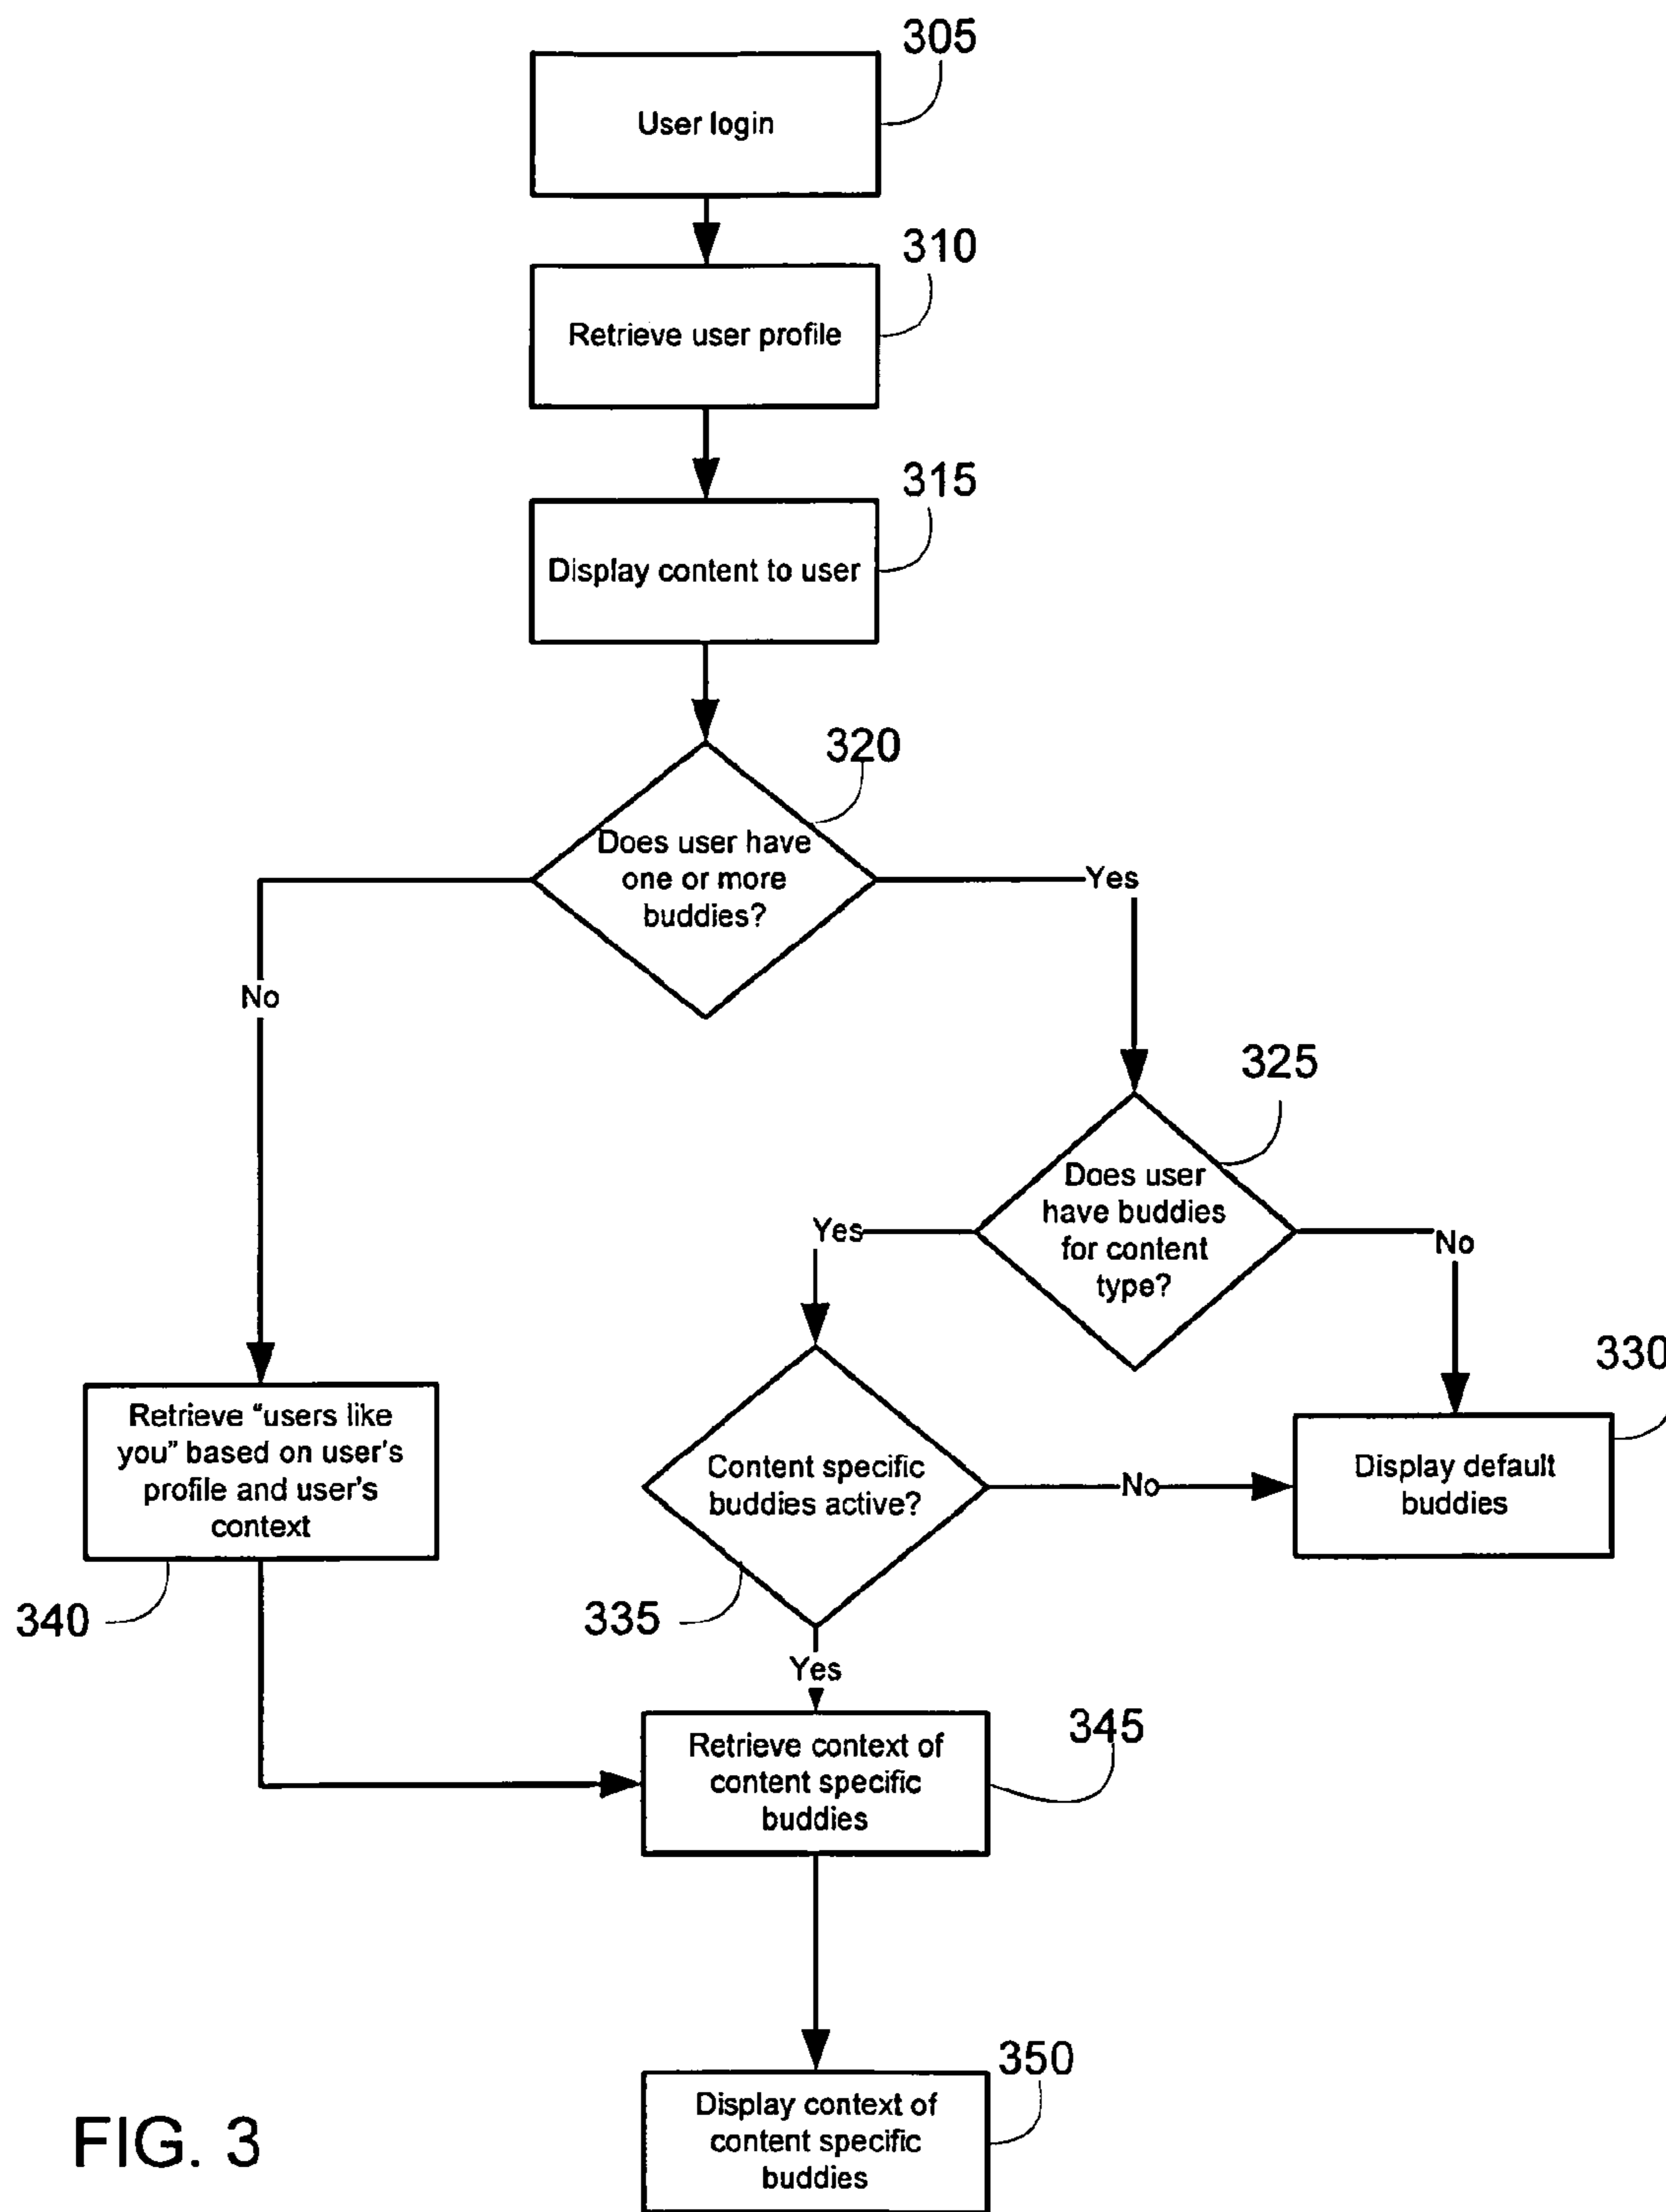 305
User login
310
Retrieve user profile
315
Display content to user
320
Does user have
one or more
buddies?
Yes
No
325
Does user
have buddies
for content
type?
Yes
No
330
Display default
buddies
Content specific
buddies active?
No
335
Yes
Retrieve "users like
you" based on user's
profile and user's
context
340
345
Retrieve context of
content specific
buddies
350
Display context of
content specific
buddies
FIG. 3